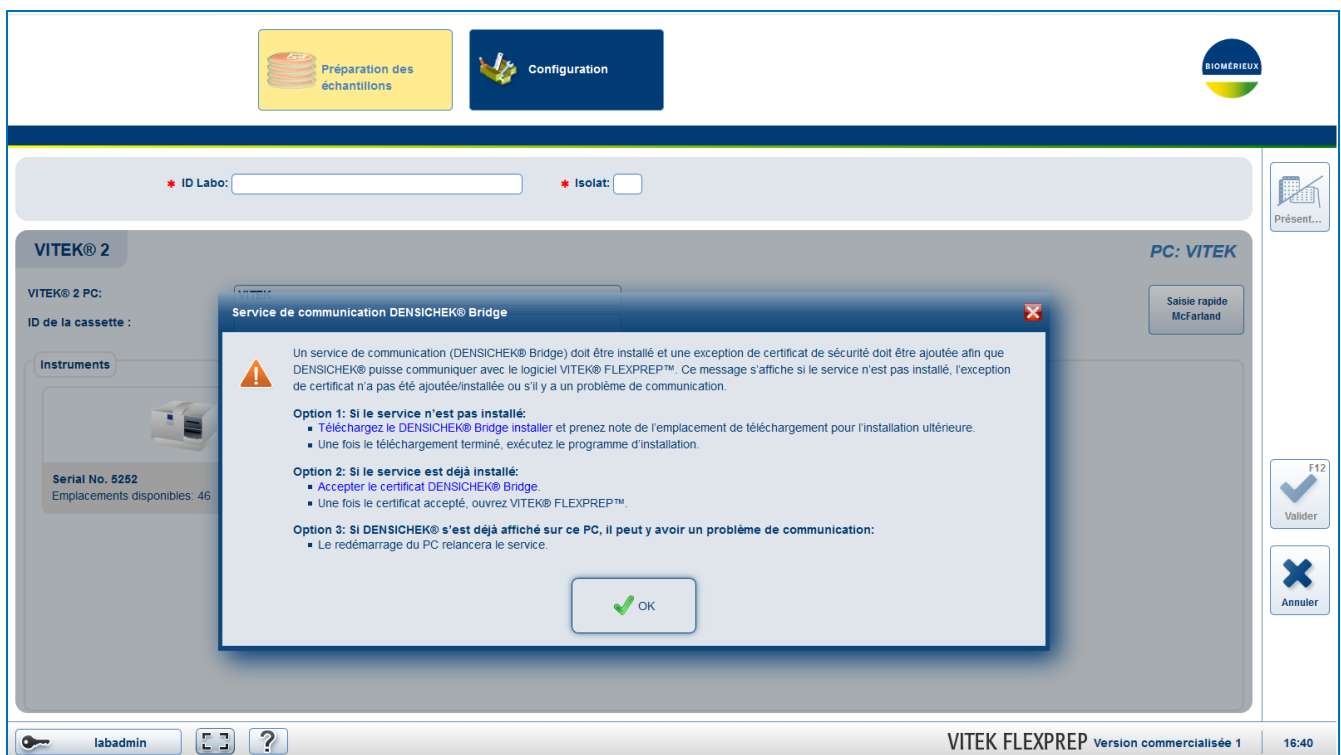 Préparation des
échantillons
Configuration
BIOMÉRIEUX
* ID Labo:
* Isolat:
Présent...
VITEK® 2
PC: VITEK
VITEK® 2 PC:
VITEK
ID de la cassette :
Saisie rapide
McFarland
Instruments
Serial No. 5252
Emplacements disponibles: 46
Service de communication DENSICHEK® Bridge
Un service de communication (DENSICHEK® Bridge) doit être installé et une exception de certificat de sécurité doit être ajoutée afin que
DENSICHEK® puisse communiquer avec le logiciel VITEK® FLEXPREP™. Ce message s'affiche si le service n'est pas installé, l'exception
de certificat n'a pas été ajoutée/installée ou s'il y a un problème de communication.
Option 1: Si le service n'est pas installé:
▪ Téléchargez le DENSICHEK® Bridge installer et prenez note de l'emplacement de téléchargement pour l'installation ultérieure.
▪ Une fois le téléchargement terminé, exécutez le programme d'installation.
Option 2: Si le service est déjà installé:
▪ Accepter le certificat DENSICHEK® Bridge.
▪ Une fois le certificat accepté, ouvrez VITEK® FLEXPREP™.
Option 3: Si DENSICHEK® s'est déjà affiché sur ce PC, il peut y avoir un problème de communication:
▪ Le redémarrage du PC relancera le service.
OK
F12
Valider
Annuler
labadmin
?
VITEK FLEXPREP Version commercialisée 1
16:40